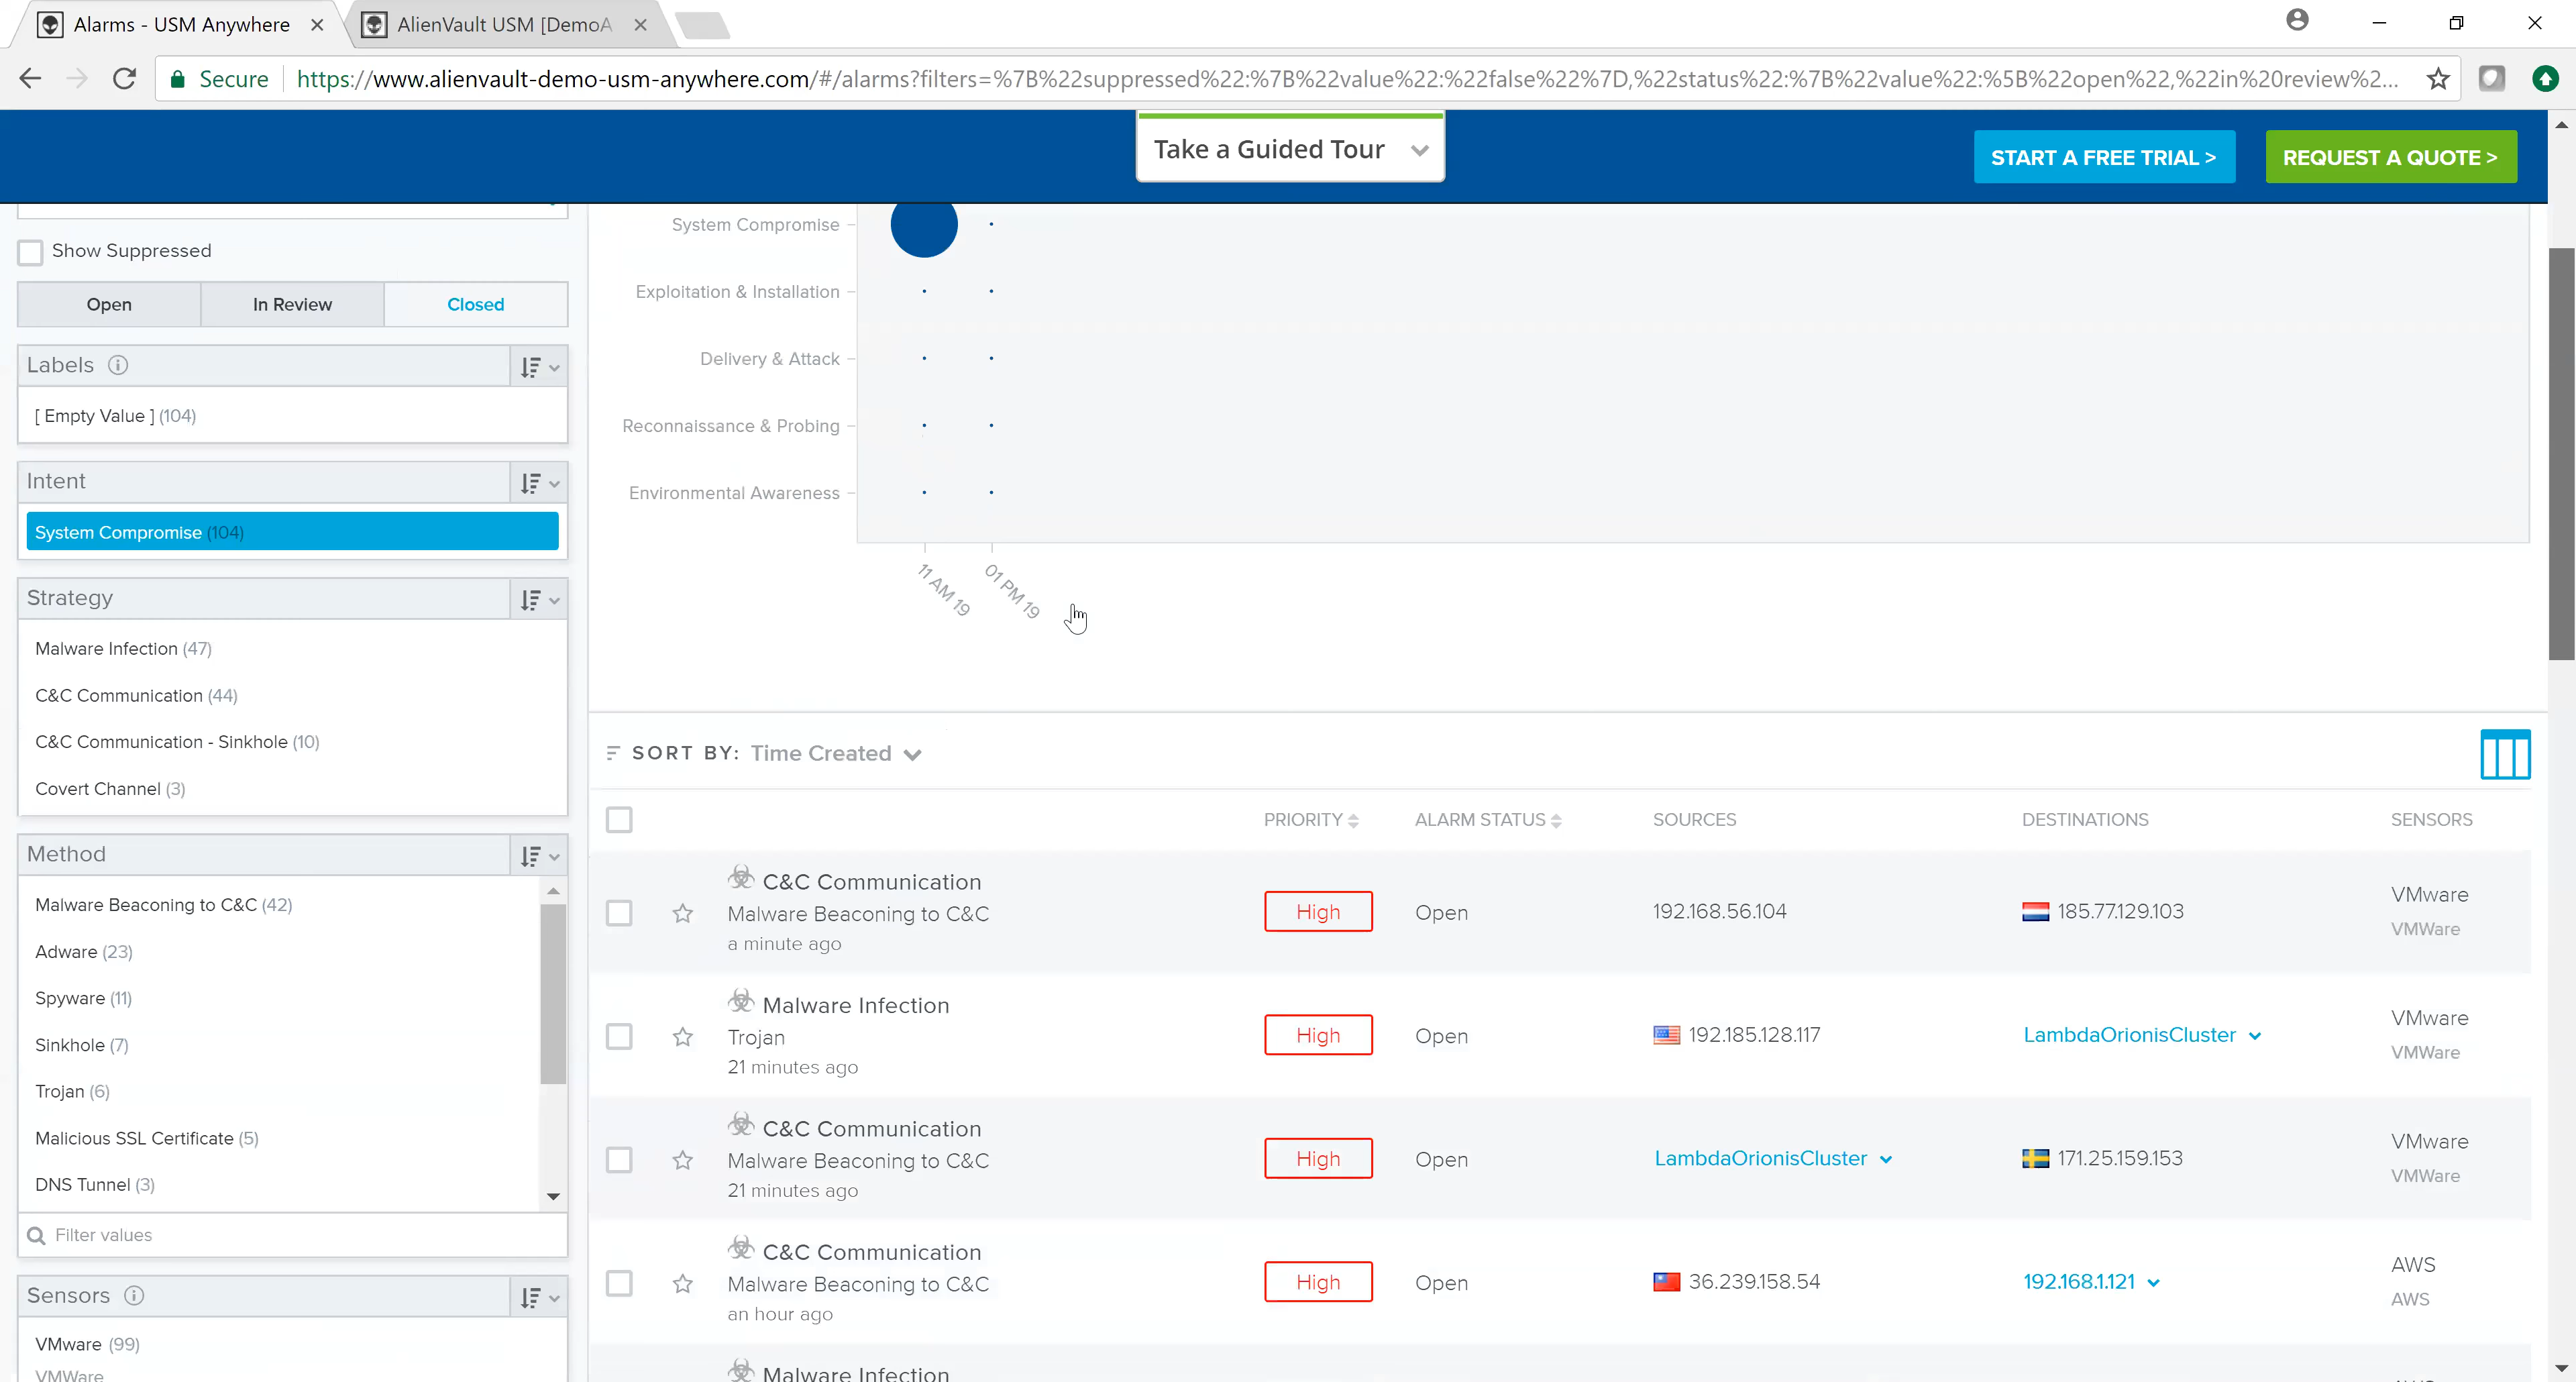 Alarms - USM Anywhere
AlienVault USM [DemoA
Secure
https://www.alienvault-demo-usm-anywhere.com/#/alarms?filters=%7B%22suppressed%22:%7B%22value%22:%22false%22%7D,%22status%22:%7B%22value%22:%5B%22open%22,%22in%20review%2...
Take a Guided Tour
START A FREE TRIAL >
REQUEST A QUOTE >
Show Suppressed
Open
In Review
Closed
Labels
[ Empty Value ] (104)
Intent
System Compromise (104)
Strategy
Malware Infection (47)
C&C Communication (44)
C&C Communication - Sinkhole (10)
Covert Channel (3)
Method
Malware Beaconing to C&C (42)
Adware (23)
Spyware (11)
Sinkhole (7)
Trojan (6)
Malicious SSL Certificate (5)
DNS Tunnel (3)
Filter values
Sensors
VMware (99)
VMWare
System Compromise
Exploitation & Installation
Delivery & Attack
Reconnaissance & Probing
Environmental Awareness
11 AM 19
01 PM 19
SORT BY: Time Created
PRIORITY
ALARM STATUS
SOURCES
DESTINATIONS
SENSORS
C&C Communication
Malware Beaconing to C&C
a minute ago
High
Open
192.168.56.104
185.77.129.103
VMware
VMWare
Malware Infection
Trojan
21 minutes ago
High
Open
192.185.128.117
LambdaOrionisCluster
VMware
VMWare
C&C Communication
Malware Beaconing to C&C
21 minutes ago
High
Open
LambdaOrionisCluster
171.25.159.153
VMware
VMWare
C&C Communication
Malware Beaconing to C&C
an hour ago
High
Open
36.239.158.54
192.168.1.121
AWS
AWS
Malware Infection